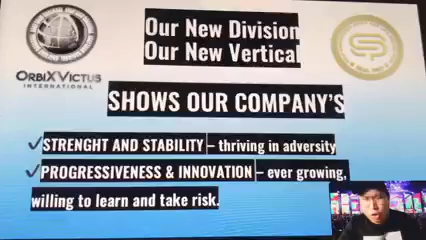 Our New Division
Our New Vertical
ORBIXVICTUS
INTERNATIONAL
SHOWS OUR COMPANY'S
✓STRENGHT AND STABILITY – thriving in adversity
✓PROGRESSIVENESS & INNOVATION – ever growing,
willing to learn and take risk.